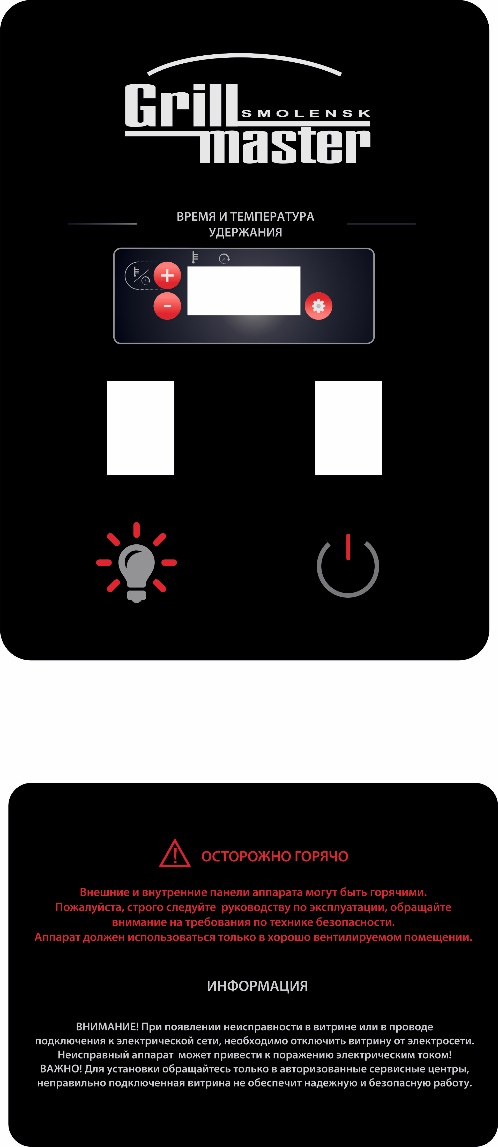 Grill
SMOLENSK
master
ВРЕМЯ И ТЕМПЕРАТУРА
УДЕРЖАНИЯ
+
-
ОСТОРОЖНО ГОРЯЧО
Внешние и внутренние панели аппарата могут быть горячими.
Пожалуйста, строго следуйте руководству по эксплуатации, обращайте
внимание на требования по технике безопасности.
Аппарат должен использоваться только в хорошо вентилируемом помещении.
ИНФОРМАЦИЯ
ВНИМАНИЕ! При появлении неисправности в витрине или в проводе
подключения к электрической сети, необходимо отключить витрину от электросети.
Неисправный аппарат может привести к поражению электрическим током!
ВАЖНО! Для установки обращайтесь только в авторизованные сервисные центры,
неправильно подключенная витрина не обеспечит надежную и безопасную работу.